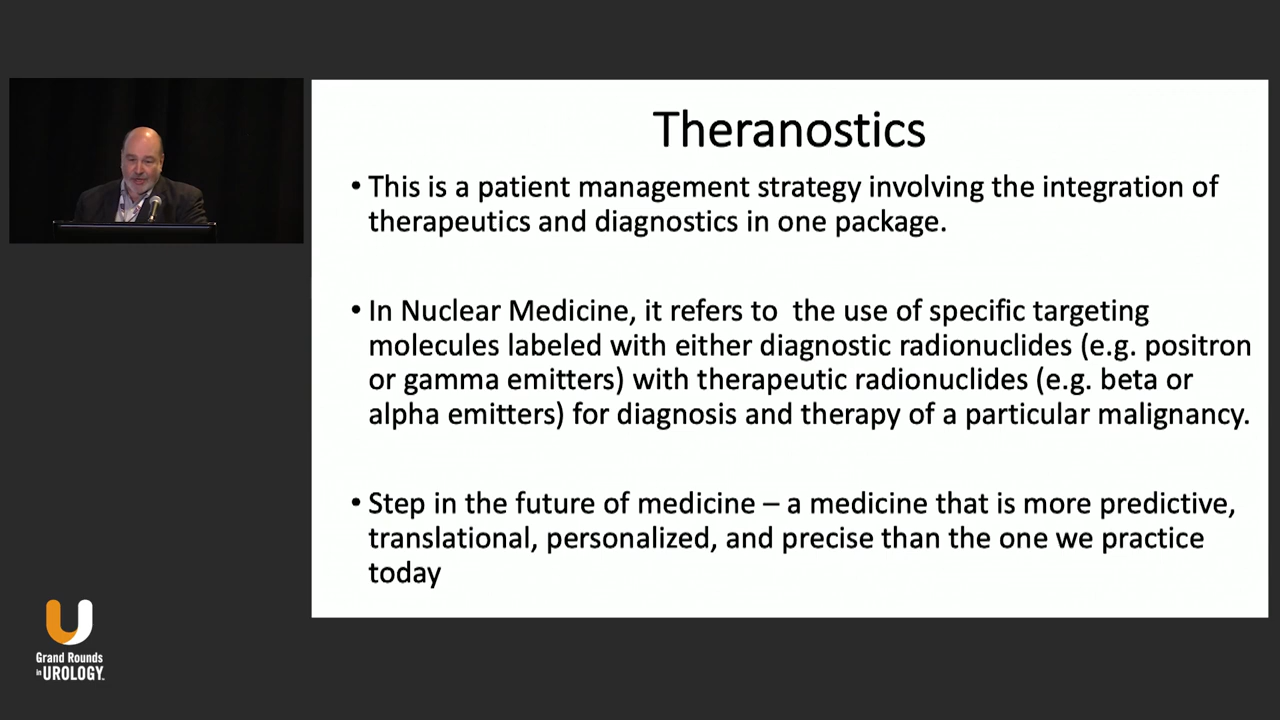 Theranostics
• This is a patient management strategy involving the integration of
therapeutics and diagnostics in one package.
• In Nuclear Medicine, it refers to  the use of specific targeting
molecules labeled with either diagnostic radionuclides (e.g. positron
or gamma emitters) with therapeutic radionuclides (e.g. beta or
alpha emitters) for diagnosis and therapy of a particular malignancy.
• Step in the future of medicine – a medicine that is more predictive,
translational, personalized, and precise than the one we practice
today
Grand Rounds
in UROLOGY™